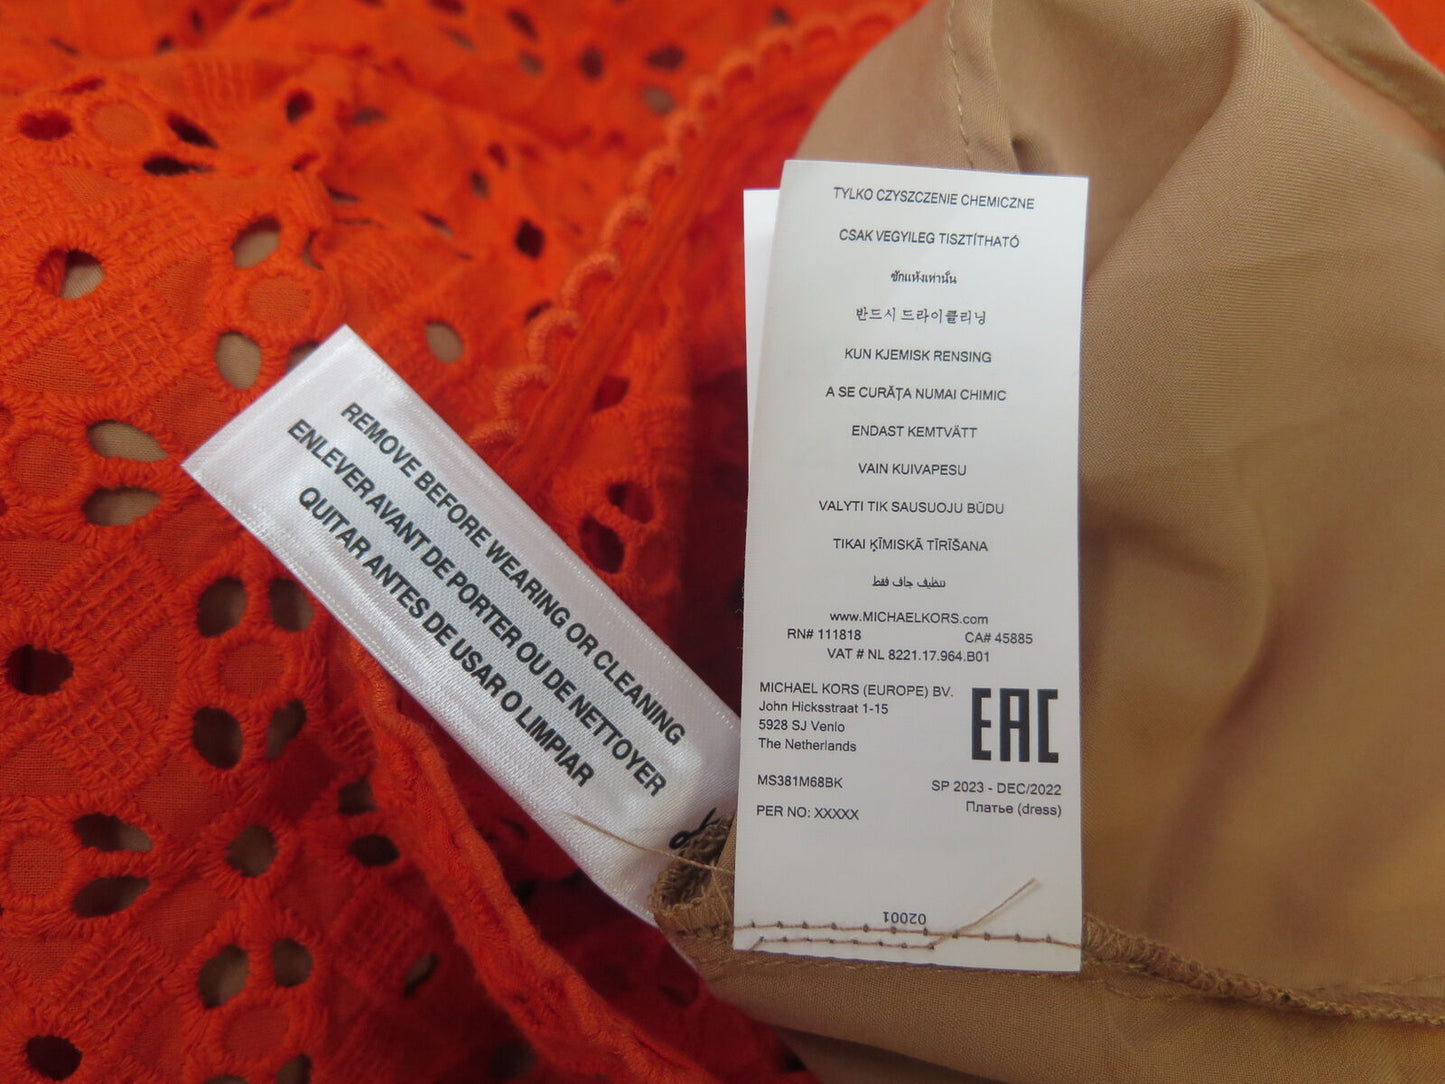 REMOVE BEFORE WEARING OR CLEANING
ENLEVER AVANT DE PORTER OU DE NETTOYER
QUITAR ANTES DE USAR O LIMPIAR
TYLKO CZYSZCZENIE CHEMICZNE
CSAK VEGYILEG TISZTÍTHATÓ
ซักแห้งเท่านั้น
반드시 드라이클리닝
KUN KJEMISK RENSING
A SE CURĂŢA NUMAI CHIMIC
ENDAST KEMTVÄTT
VAIN KUIVAPESU
VALYTI TIK SAUSUOJU BŪDU
TIKAI ĶĪMISKĀ TĪRĪŠANA
تنظيف جاف فقط
www.MICHAELKORS.com
RN# 111818 CA# 45885
VAT # NL 8221.17.964.B01
MICHAEL KORS (EUROPE) BV.
John Hicksstraat 1-15
5928 SJ Venlo
The Netherlands
EAC
MS381M68BK SP 2023 - DEC/2022
Платье (dress)
PER NO: XXXXX
02001